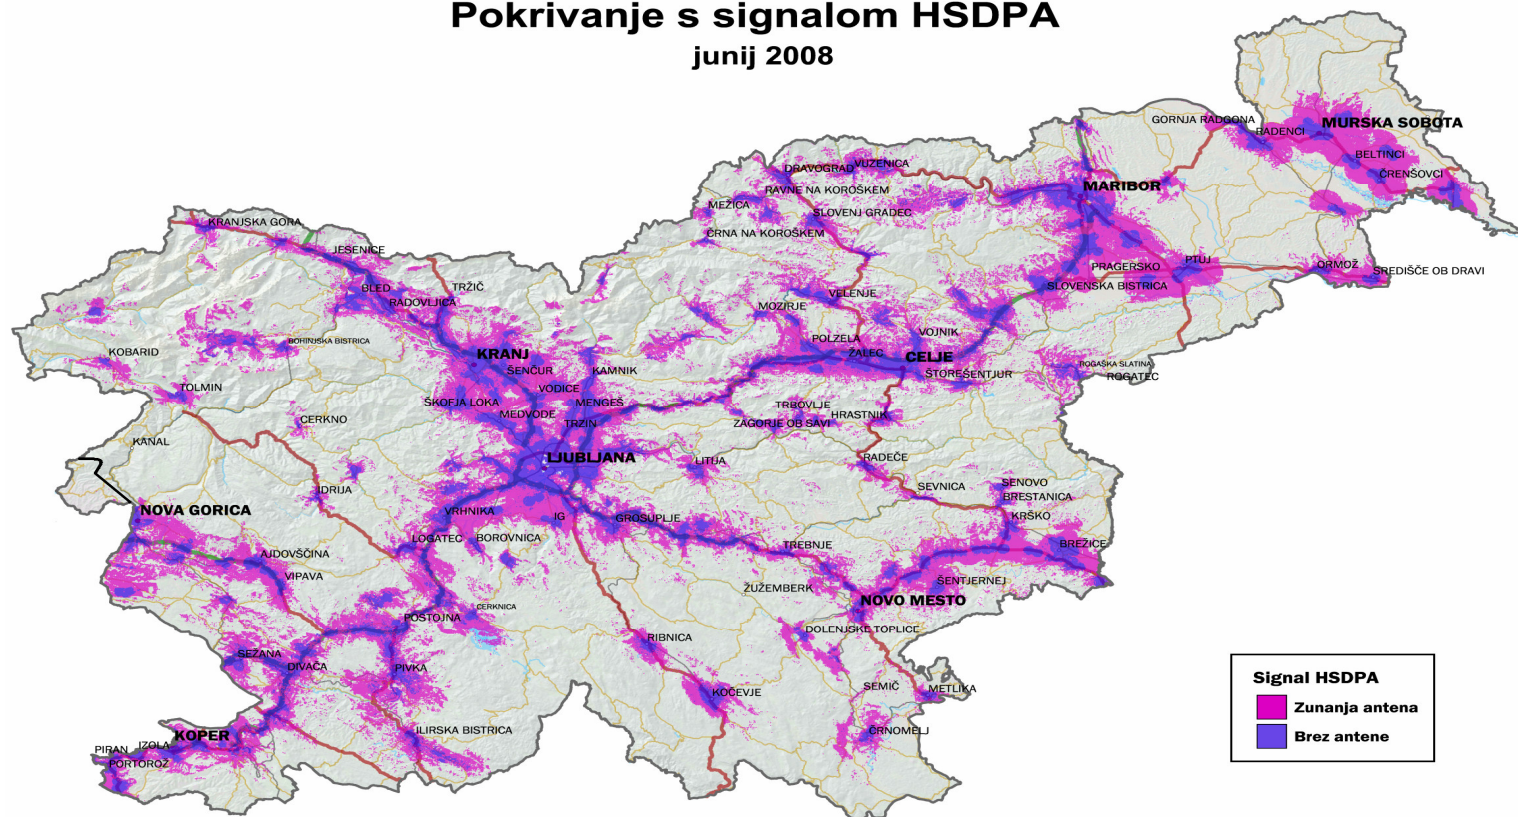 Pokrivanje s signalom HSDPA
junij 2008
GORNJA RADGONA
MURSKA SOBOTA
RADENCI
BELTINCI
ČRENŠOVCI
VUZENICA
DRAVOGRAD
RAVNE NA KOROŠKEM
MARIBOR
MEŽICA
SLOVENJ GRADEC
ČRNA NA KOROŠKEM
KRANJSKA GORA
JESENICE
PTUJ
PRAGERSKO
ORMOŽ
SREDIŠČE OB DRAVI
SLOVENSKA BISTRICA
BLED
RADOVLJICA
TRŽIČ
VELENJE
MOZIRJE
VOJNIK
POLZELA
BOHINJSKA BISTRICA
KOBARID
KRANJ
ŽALEC
CELJE
ROGAŠKA SLATINA
ROGATEC
ŠENČUR
KAMNIK
ŠTORE
ŠENTJUR
TOLMIN
VODICE
ŠKOFJA LOKA
MENGEŠ
MEDVODE
TRBOVLJE
HRASTNIK
CERKNO
TRZIN
ZAGORJE OB SAVI
KANAL
LJUBLJANA
LITIJA
RADEČE
IDRIJA
SEVNICA
SENOVO
BRESTANICA
NOVA GORICA
VRHNIKA
IG
GROSUPLJE
KRŠKO
LOGATEC
BOROVNICA
TREBNJE
BREŽICE
AJDOVŠČINA
VIPAVA
ŽUŽEMBERK
ŠENTJERNEJ
NOVO MESTO
CERKNICA
POSTOJNA
DOLENJSKE TOPLICE
RIBNICA
SEŽANA
DIVAČA
PIVKA
KOČEVJE
SEMIČ
METLIKA
Signal HSDPA
Zunanja antena
Brez antene
ILIRSKA BISTRICA
ČRNOMELJ
KOPER
IZOLA
PIRAN
PORTOROŽ